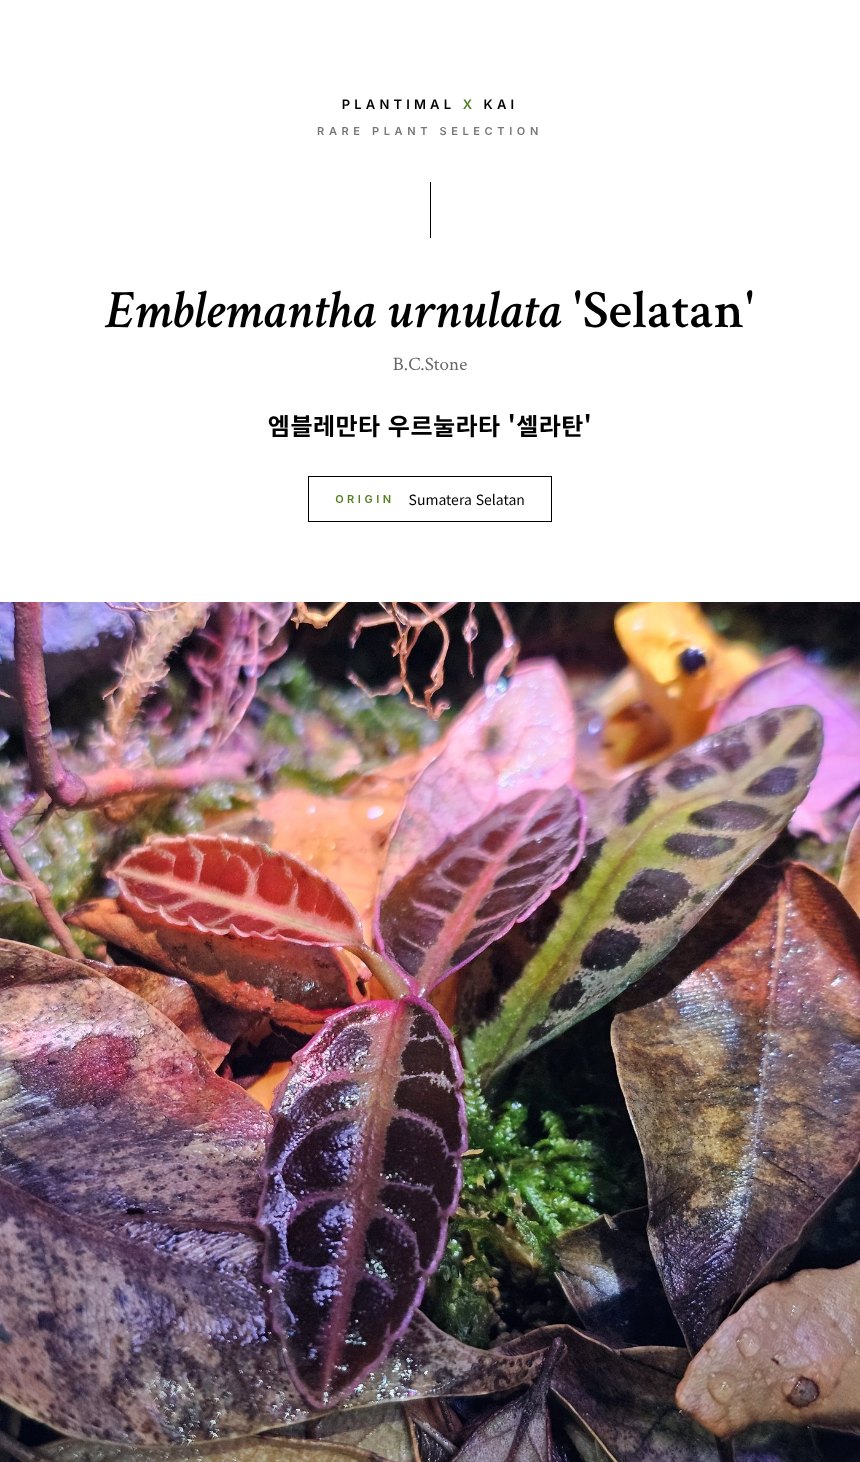 PLANTIMAL X KAI
RARE PLANT SELECTION
Emblemantha urnulata 'Selatan'
B.C.Stone
엠블레만타 우르눌라타 '셀라탄'
ORIGIN Sumatera Selatan